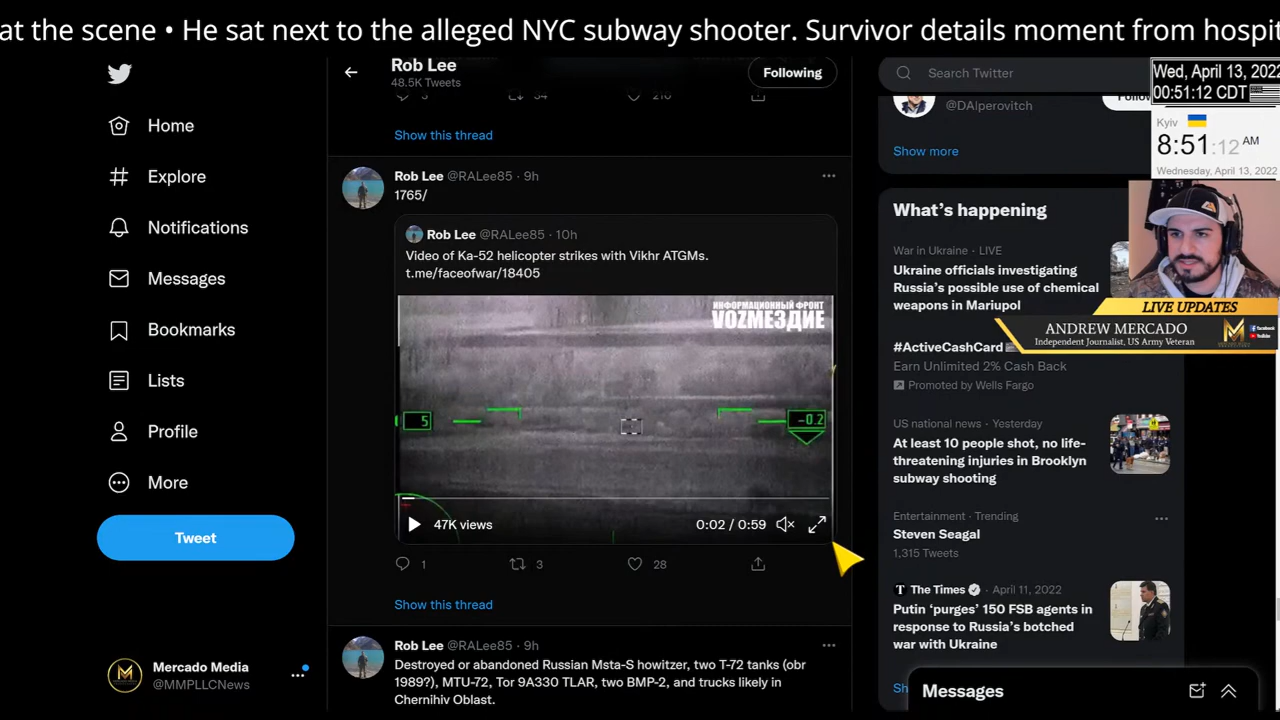 at the scene • He sat next to the alleged NYC subway shooter. Survivor details moment from hospit
Home
Explore
Notifications
Messages
Bookmarks
Lists
Profile
More
Tweet
Mercado Media
@MMPLLCNews
Rob Lee
48.5K Tweets
Following
3
34
210
Show this thread
Rob Lee @RALee85 · 9h
1765/
Rob Lee @RALee85 · 10h
Video of Ka-52 helicopter strikes with Vikhr ATGMs.
t.me/faceofwar/18405
ИНФОРМАЦИОННЫЙ ФРОНТ
VOZМЕЗДИЕ
5
-0.2
47K views
0:02 / 0:59
1
3
28
Show this thread
Rob Lee @RALee85 · 9h
Destroyed or abandoned Russian Msta-S howitzer, two T-72 tanks (obr
1989?), MTU-72, Tor 9A330 TLAR, two BMP-2, and trucks likely in
Chernihiv Oblast.
Search Twitter
@DAlperovitch
Follow
Show more
Wed, April 13, 2022
00:51:12 CDT
Kyiv
8:51:12 AM
Wednesday, April 13, 2022
What's happening
War in Ukraine · LIVE
Ukraine officials investigating
Russia's possible use of chemical
weapons in Mariupol
LIVE UPDATES
ANDREW MERCADO
Independent Journalist, US Army Veteran
facebook
YouTube
#ActiveCashCard
Earn Unlimited 2% Cash Back
Promoted by Wells Fargo
US national news · Yesterday
At least 10 people shot, no life-
threatening injuries in Brooklyn
subway shooting
Entertainment · Trending
Steven Seagal
1,315 Tweets
The Times · April 11, 2022
Putin 'purges' 150 FSB agents in
response to Russia's botched
war with Ukraine
Sh
Messages